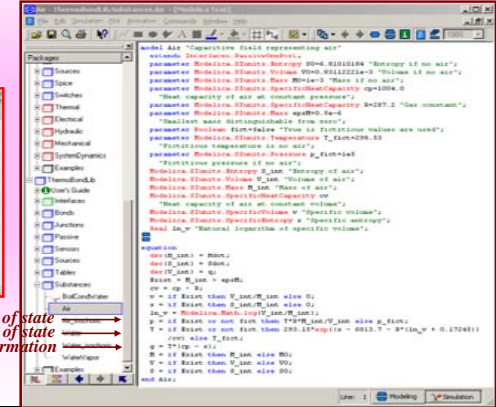 Air - ThermoBondLib.Substances.Air - [Modelica Text]
File Edit Simulation Plot Animation Commands Window Help
Packages
Sources
Spice
Switches
Thermal
Electrical
Hydraulic
Mechanical
SystemDynamics
Examples
ThermoBondLib
User's Guide
Interfaces
Bonds
Junctions
Passive
Sensors
Sources
Tables
Substances
BoilCondWater
Air
Air_isochoric
Water
Water_isochoric
WaterVapor
Examples
of state
of state
rmation
model Air "Capacitive field representing air"
extends Interfaces.PassiveOnePort;
parameter Modelica.SIunits.Entropy S0=6.81010184 "Entropy if no air";
parameter Modelica.SIunits.Volume V0=0.83112221e-3 "Volume if no air";
parameter Modelica.SIunits.Mass M0=1e-3 "Mass if no air";
parameter Modelica.SIunits.SpecificHeatCapacity cp=1004.0
"Heat capacity of air at constant pressure";
parameter Modelica.SIunits.SpecificHeatCapacity R=287.2 "Gas constant";
parameter Modelica.SIunits.Mass epsM=0.5e-6
"Smallest mass distinguishable from zero";
parameter Boolean fict=false "True is fictitious values are used";
parameter Modelica.SIunits.Temperature T_fict=298.83
"Fictitious temperature is no air";
parameter Modelica.SIunits.Pressure p_fict=1e5
"Fictitious pressure if no air";
Modelica.SIunits.Entropy S_int "Entropy of air";
Modelica.SIunits.Volume V_int "Volume of air";
Modelica.SIunits.Mass M_int "Mass of air";
Modelica.SIunits.SpecificHeatCapacity cv
"Heat capacity of air at constant volume";
Modelica.SIunits.SpecificVolume v "Specific volume";
Modelica.SIunits.SpecificEntropy s "Specific entropy";
Real ln_v "Natural logarithm of specific volume";
equation
der(M_int) = Mdot;
der(S_int) = Sdot;
der(V_int) = q;
Exist = M_int > epsM;
cv = cp - R;
v = if Exist then V_int/M_int else 0;
s = if Exist then S_int/M_int else 0;
ln_v = Modelica.Math.log(V_int/M_int);
p = if Exist or not fict then T*R*M_int/V_int else p_fict;
T = if Exist or not fict then 298.15*exp((s - 6813.7 - R*(ln_v + 0.17245))
/cv) else T_fict;
g = T*(cp - s);
M = if Exist then M_int else M0;
V = if Exist then V_int else V0;
S = if Exist then S_int else S0;
end Air;
Line: 1 Modeling Simulation